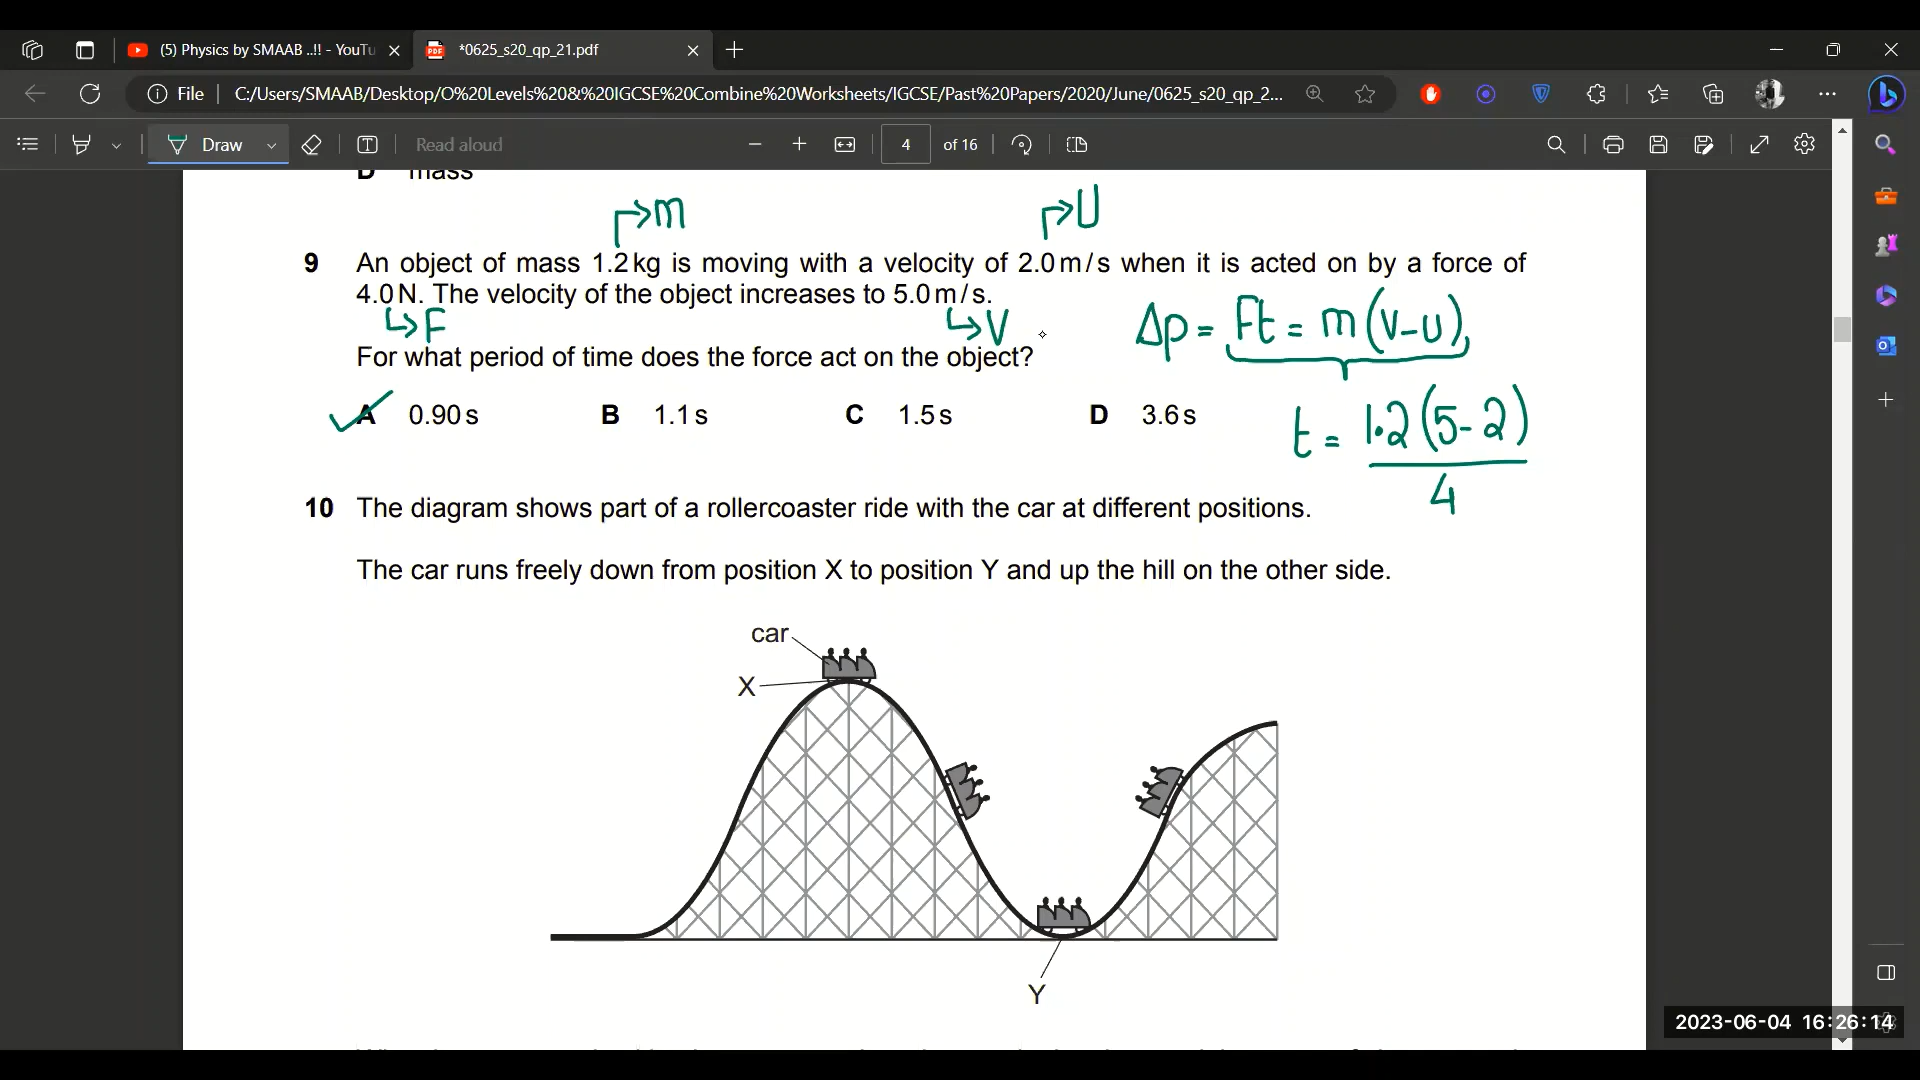 (5) Physics by SMAAB ..!! - YouTu
*0625_s20_qp_21.pdf
File
C:/Users/SMAAB/Desktop/O%20Levels%20&%20IGCSE%20Combine%20Worksheets/IGCSE/Past%20Papers/2020/June/0625_s20_qp_2...
Draw
Read aloud
4 of 16
D mass
m
U
9 An object of mass 1.2 kg is moving with a velocity of 2.0 m / s when it is acted on by a force of
4.0 N. The velocity of the object increases to 5.0 m / s.
F
V
Δp = Ft = m(V-U)
For what period of time does the force act on the object?
A 0.90 s B 1.1 s C 1.5 s D 3.6 s
t = 1.2(5-2)
4
10 The diagram shows part of a rollercoaster ride with the car at different positions.
The car runs freely down from position X to position Y and up the hill on the other side.
car
X
Y
2023-06-04 16:26:14